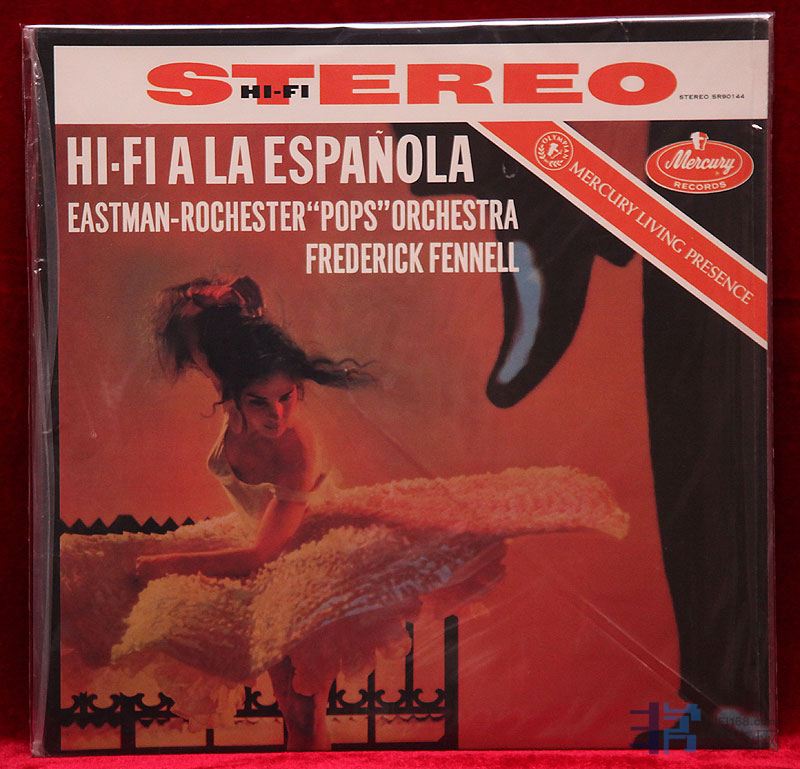 STEREO
HI-FI
STEREO SR90144
HI-FI A LA ESPAÑOLA
EASTMAN-ROCHESTER "POPS" ORCHESTRA
FREDERICK FENNELL
OLYMPIAN
MERCURY LIVING PRESENCE
Mercury
RECORDS